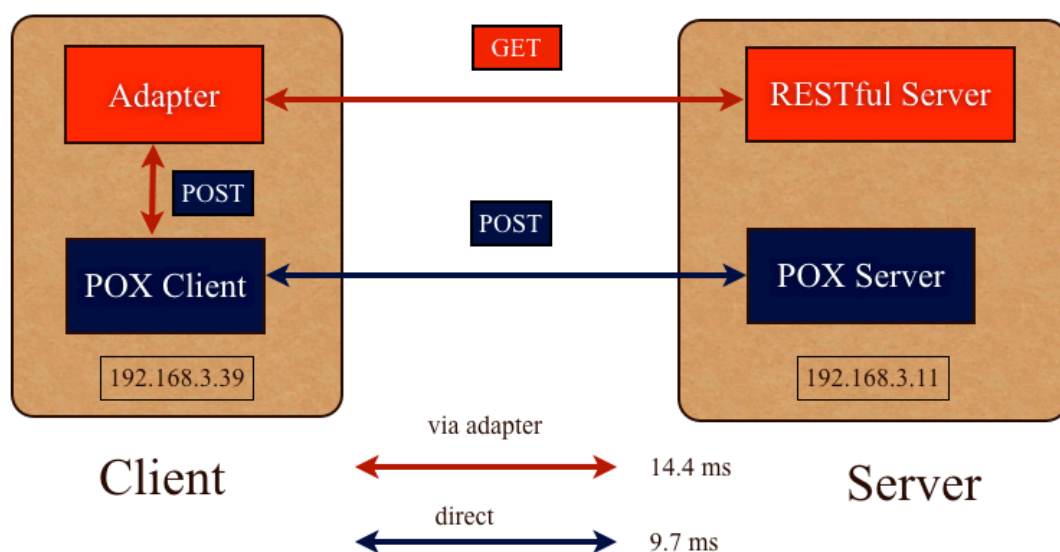 GET
Adapter
RESTful Server
POST
POST
POX Client
POX Server
192.168.3.39
192.168.3.11
via adapter
Client
14.4 ms
Server
direct
9.7 ms